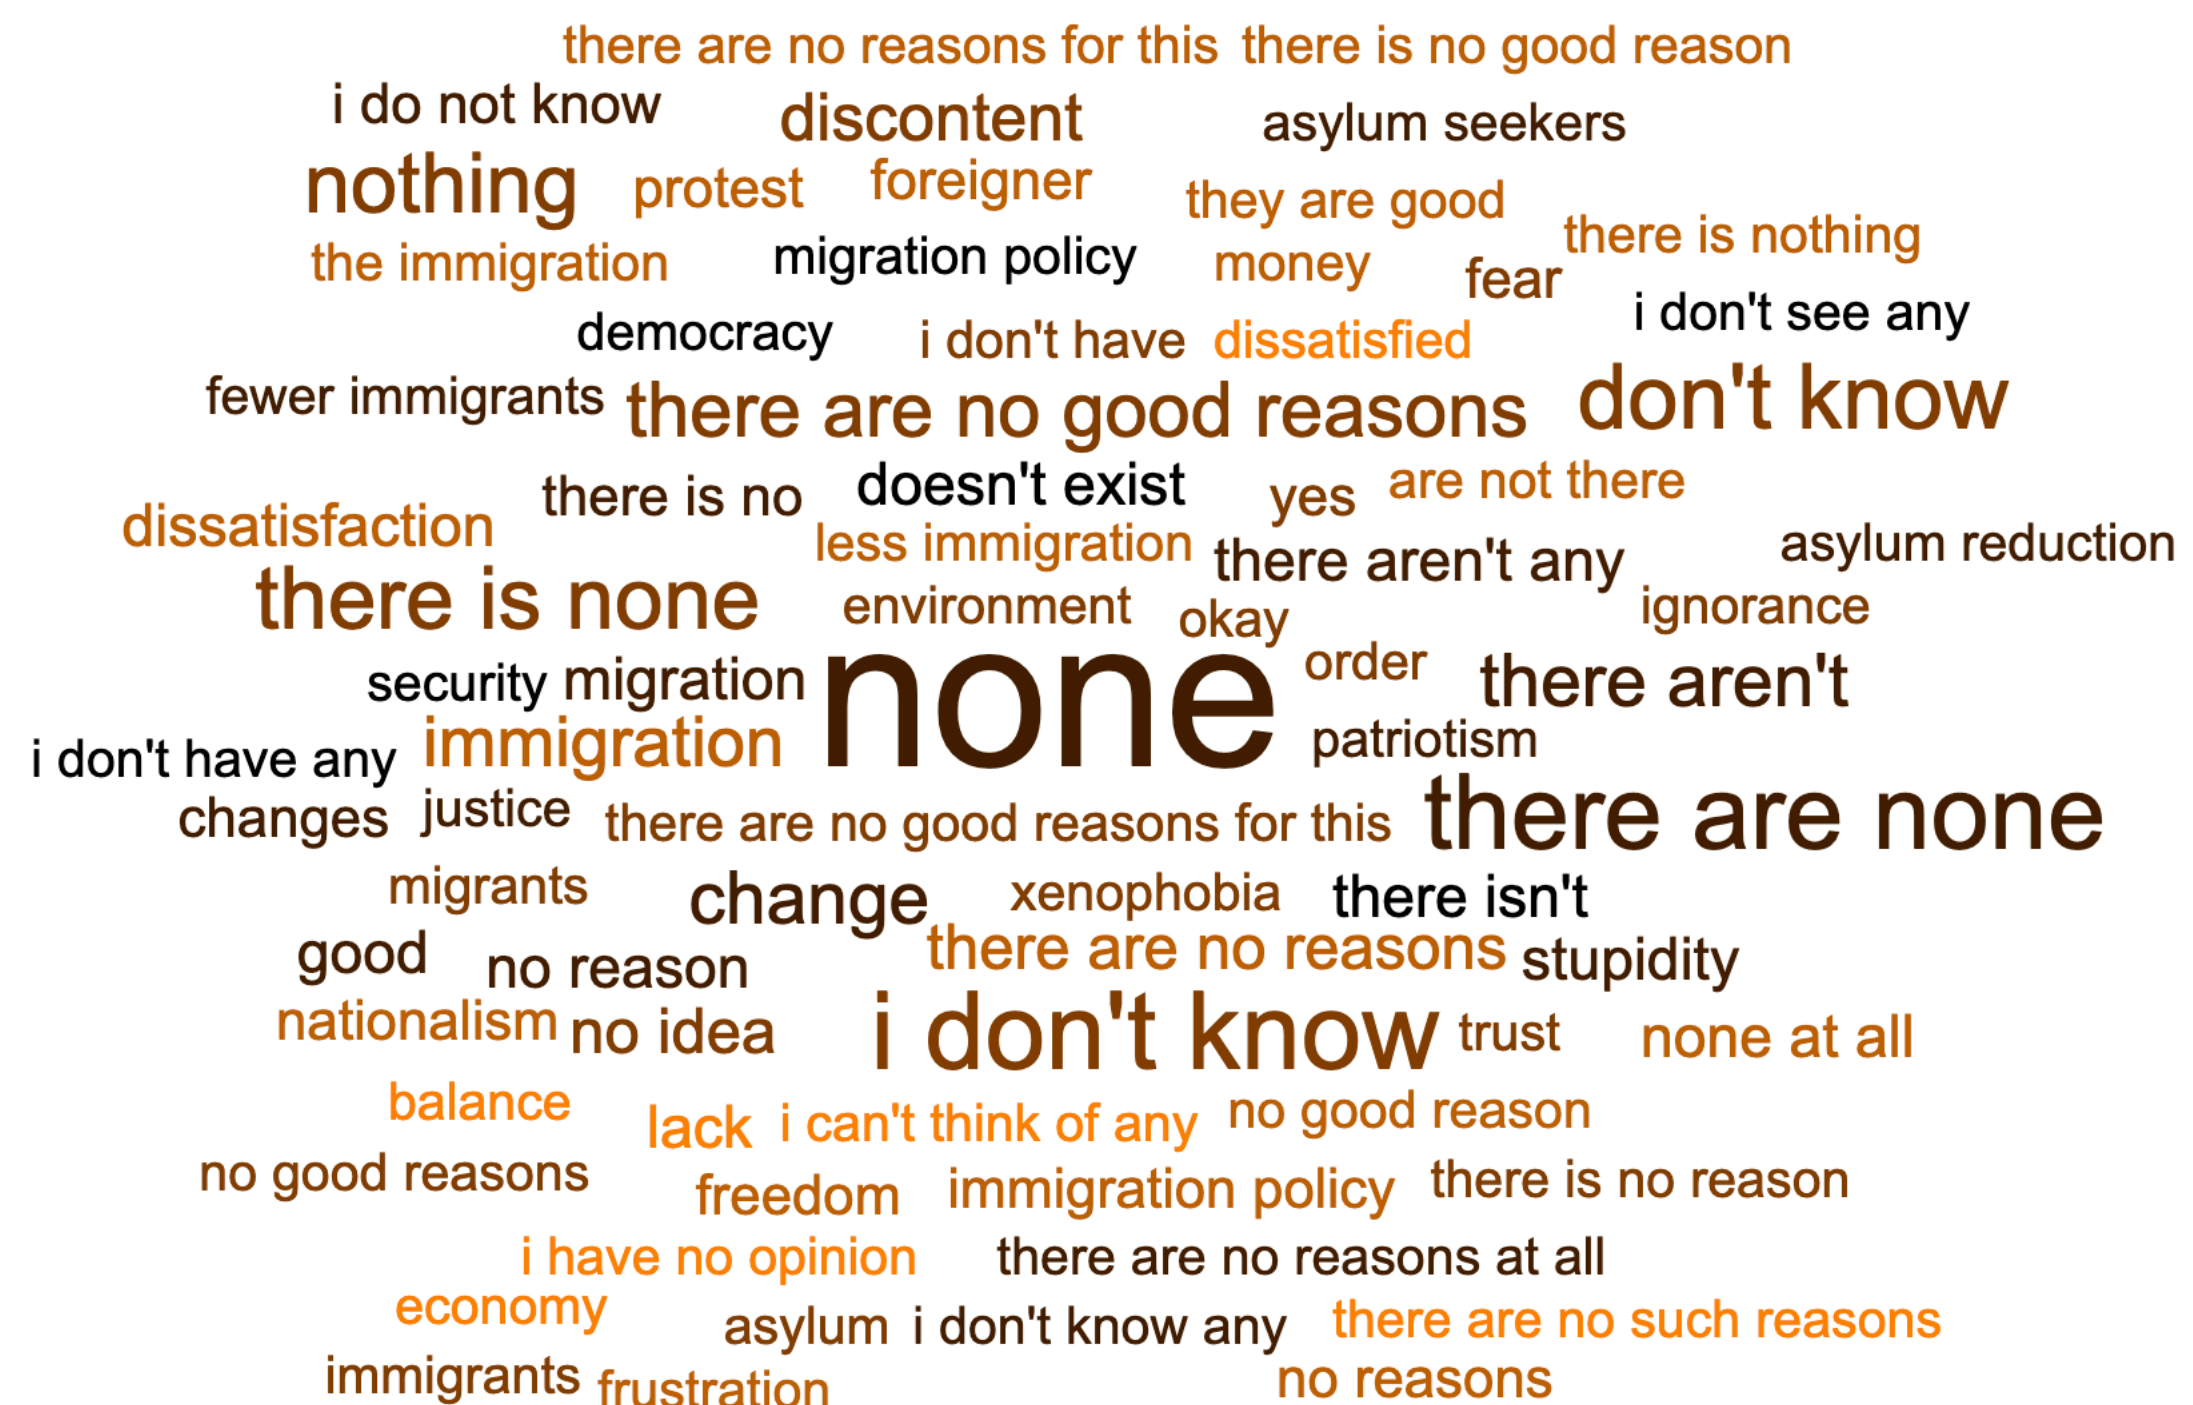 there are no reasons for this there is no good reason
i do not know discontent asylum seekers
nothing protest foreigner they are good
the immigration migration policy money fear there is nothing
democracy i don't have dissatisfied i don't see any
fewer immigrants there are no good reasons don't know
dissatisfaction there is no doesn't exist yes are not there
less immigration there aren't any asylum reduction
there is none environment okay ignorance
security migration none order there aren't
i don't have any immigration patriotism
changes justice there are no good reasons for this there are none
migrants change xenophobia there isn't
good no reason there are no reasons stupidity
nationalism no idea i don't know trust none at all
balance lack i can't think of any no good reason
no good reasons freedom immigration policy there is no reason
i have no opinion there are no reasons at all
economy asylum i don't know any there are no such reasons
immigrants frustration no reasons